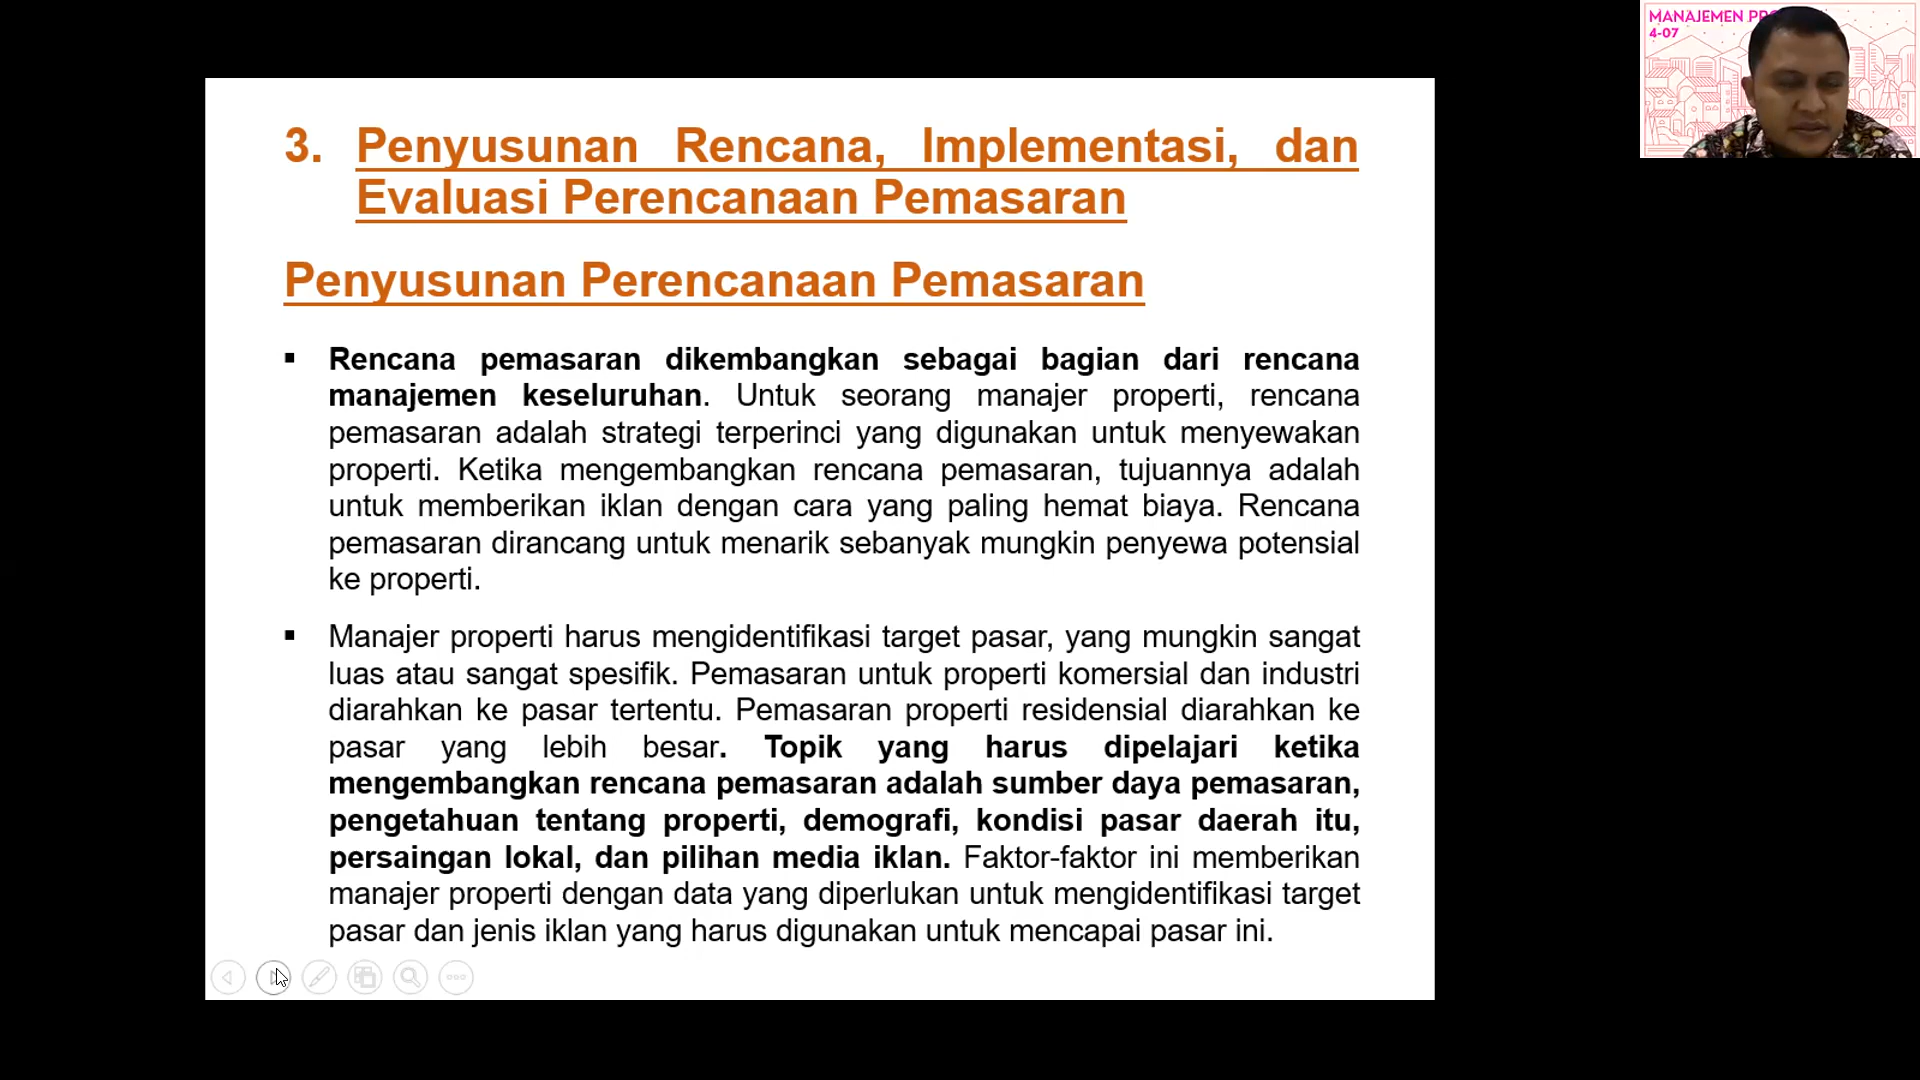 MANAJEMEN
4-07
3. Penyusunan Rencana, Implementasi, dan
Evaluasi Perencanaan Pemasaran
Penyusunan Perencanaan Pemasaran
▪ Rencana pemasaran dikembangkan sebagai bagian dari rencana
manajemen keseluruhan. Untuk seorang manajer properti, rencana
pemasaran adalah strategi terperinci yang digunakan untuk menyewakan
properti. Ketika mengembangkan rencana pemasaran, tujuannya adalah
untuk memberikan iklan dengan cara yang paling hemat biaya. Rencana
pemasaran dirancang untuk menarik sebanyak mungkin penyewa potensial
ke properti.
▪ Manajer properti harus mengidentifikasi target pasar, yang mungkin sangat
luas atau sangat spesifik. Pemasaran untuk properti komersial dan industri
diarahkan ke pasar tertentu. Pemasaran properti residensial diarahkan ke
pasar yang lebih besar. Topik yang harus dipelajari ketika
mengembangkan rencana pemasaran adalah sumber daya pemasaran,
pengetahuan tentang properti, demografi, kondisi pasar daerah itu,
persaingan lokal, dan pilihan media iklan. Faktor-faktor ini memberikan
manajer properti dengan data yang diperlukan untuk mengidentifikasi target
pasar dan jenis iklan yang harus digunakan untuk mencapai pasar ini.